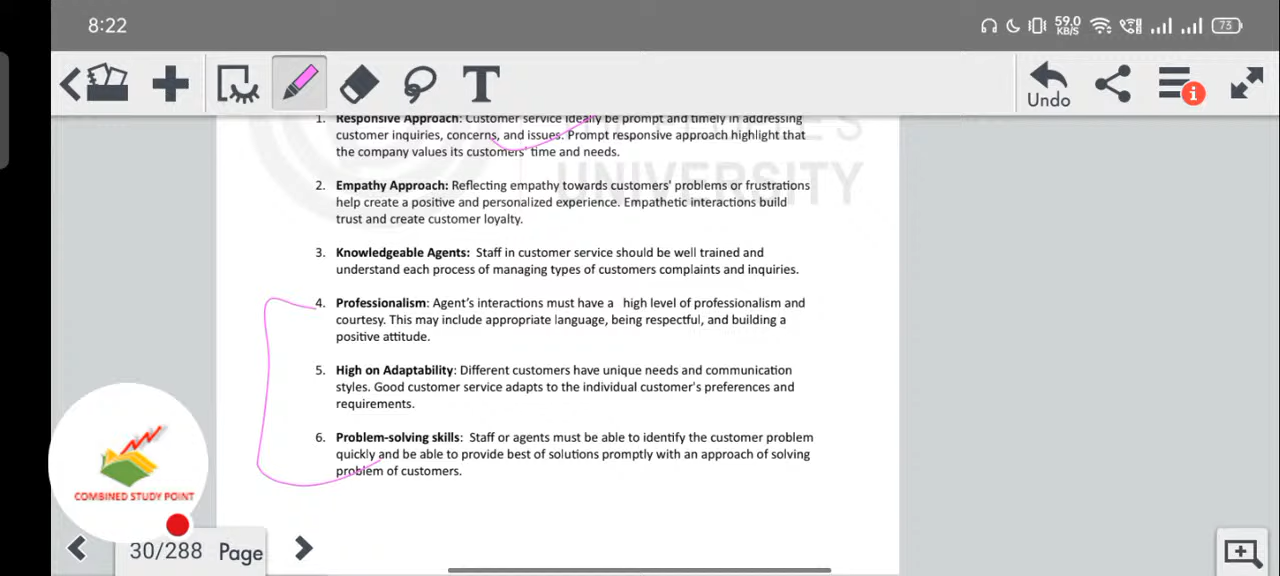 8:22
59.0
KB/S
73
Undo
1. Responsive Approach: Customer service ideally be prompt and timely in addressing
customer inquiries, concerns, and issues. Prompt responsive approach highlight that
the company values its customers' time and needs.
UNIVERSITY
2. Empathy Approach: Reflecting empathy towards customers' problems or frustrations
help create a positive and personalized experience. Empathetic interactions build
trust and create customer loyalty.
3. Knowledgeable Agents: Staff in customer service should be well trained and
understand each process of managing types of customers complaints and inquiries.
4. Professionalism: Agent's interactions must have a high level of professionalism and
courtesy. This may include appropriate language, being respectful, and building a
positive attitude.
5. High on Adaptability: Different customers have unique needs and communication
styles. Good customer service adapts to the individual customer's preferences and
requirements.
6. Problem-solving skills: Staff or agents must be able to identify the customer problem
quickly and be able to provide best of solutions promptly with an approach of solving
problem of customers.
COMBINED STUDY POINT
30/288 Page